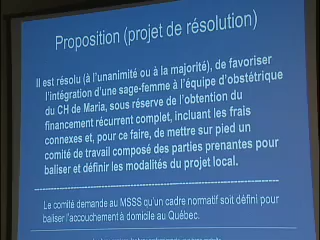 Proposition (projet de résolution)
Il est résolu (à l'unanimité ou à la majorité), de favoriser
l'intégration d'une sage-femme à l'équipe d'obstétrique
du CH de Maria, sous réserve de l'obtention du
financement récurrent complet, incluant les frais
connexes et, pour ce faire, de mettre sur pied un
comité de travail composé des parties prenantes pour
baliser et définir les modalités du projet local.
Le comité demande au MSSS qu'un cadre normatif soit défini pour
baliser l'accouchement à domicile au Québec.